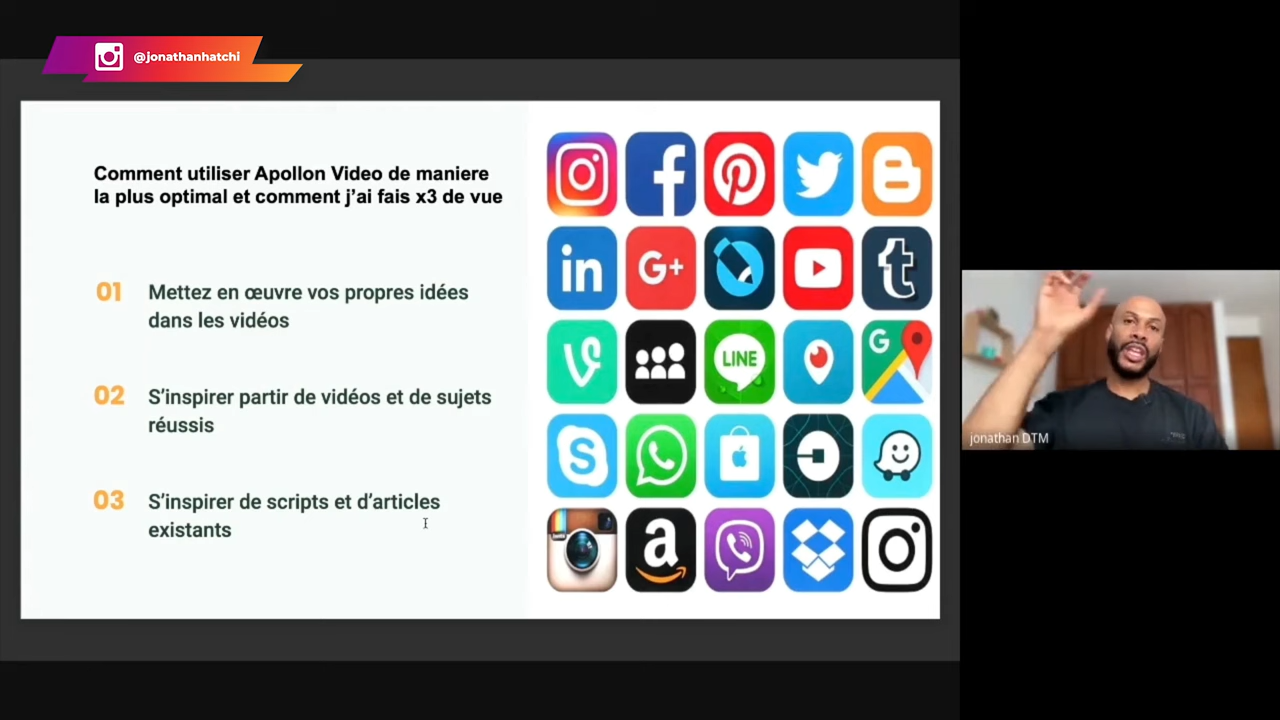 @jonathanhatchi
Comment utiliser Apollon Video de maniere
la plus optimal et comment j’ai fais x3 de vue
01
Mettez en œuvre vos propres idées
dans les vidéos
02
S’inspirer partir de vidéos et de sujets
réussis
03
S’inspirer de scripts et d’articles
existants
in
G+
LINE
G
jonathan DTM